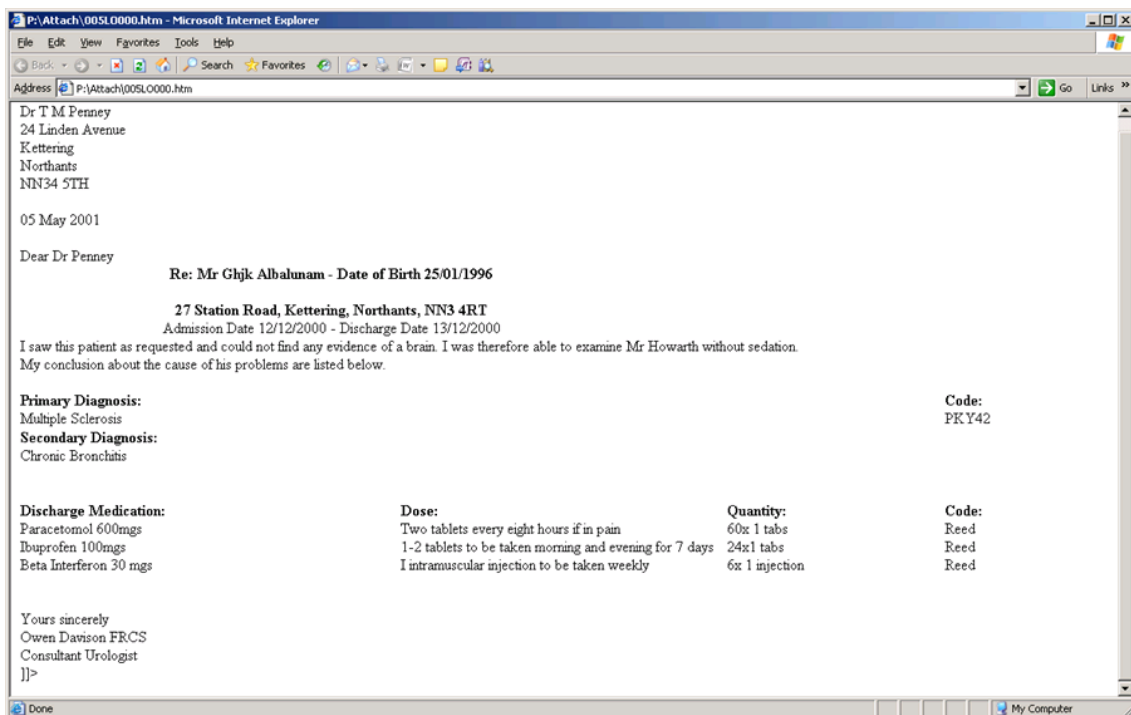 P:\Attach\005LO000.htm - Microsoft Internet Explorer
File Edit View Favorites Tools Help
Back Search Favorites
Address P:\Attach\005LO000.htm Go Links »
Dr T M Penney
24 Linden Avenue
Kettering
Northants
NN34 5TH
05 May 2001
Dear Dr Penney
Re: Mr Ghjk Albalunam - Date of Birth 25/01/1996
27 Station Road, Kettering, Northants, NN3 4RT
Admission Date 12/12/2000 - Discharge Date 13/12/2000
I saw this patient as requested and could not find any evidence of a brain. I was therefore able to examine Mr Howarth without sedation.
My conclusion about the cause of his problems are listed below.
Primary Diagnosis: Code:
Multiple Sclerosis PKY42
Secondary Diagnosis:
Chronic Bronchitis
Discharge Medication: Dose: Quantity: Code:
Paracetomol 600mgs Two tablets every eight hours if in pain 60x 1 tabs Reed
Ibuprofen 100mgs 1-2 tablets to be taken morning and evening for 7 days 24x1 tabs Reed
Beta Interferon 30 mgs I intramuscular injection to be taken weekly 6x 1 injection Reed
Yours sincerely
Owen Davison FRCS
Consultant Urologist
]]>
Done My Computer